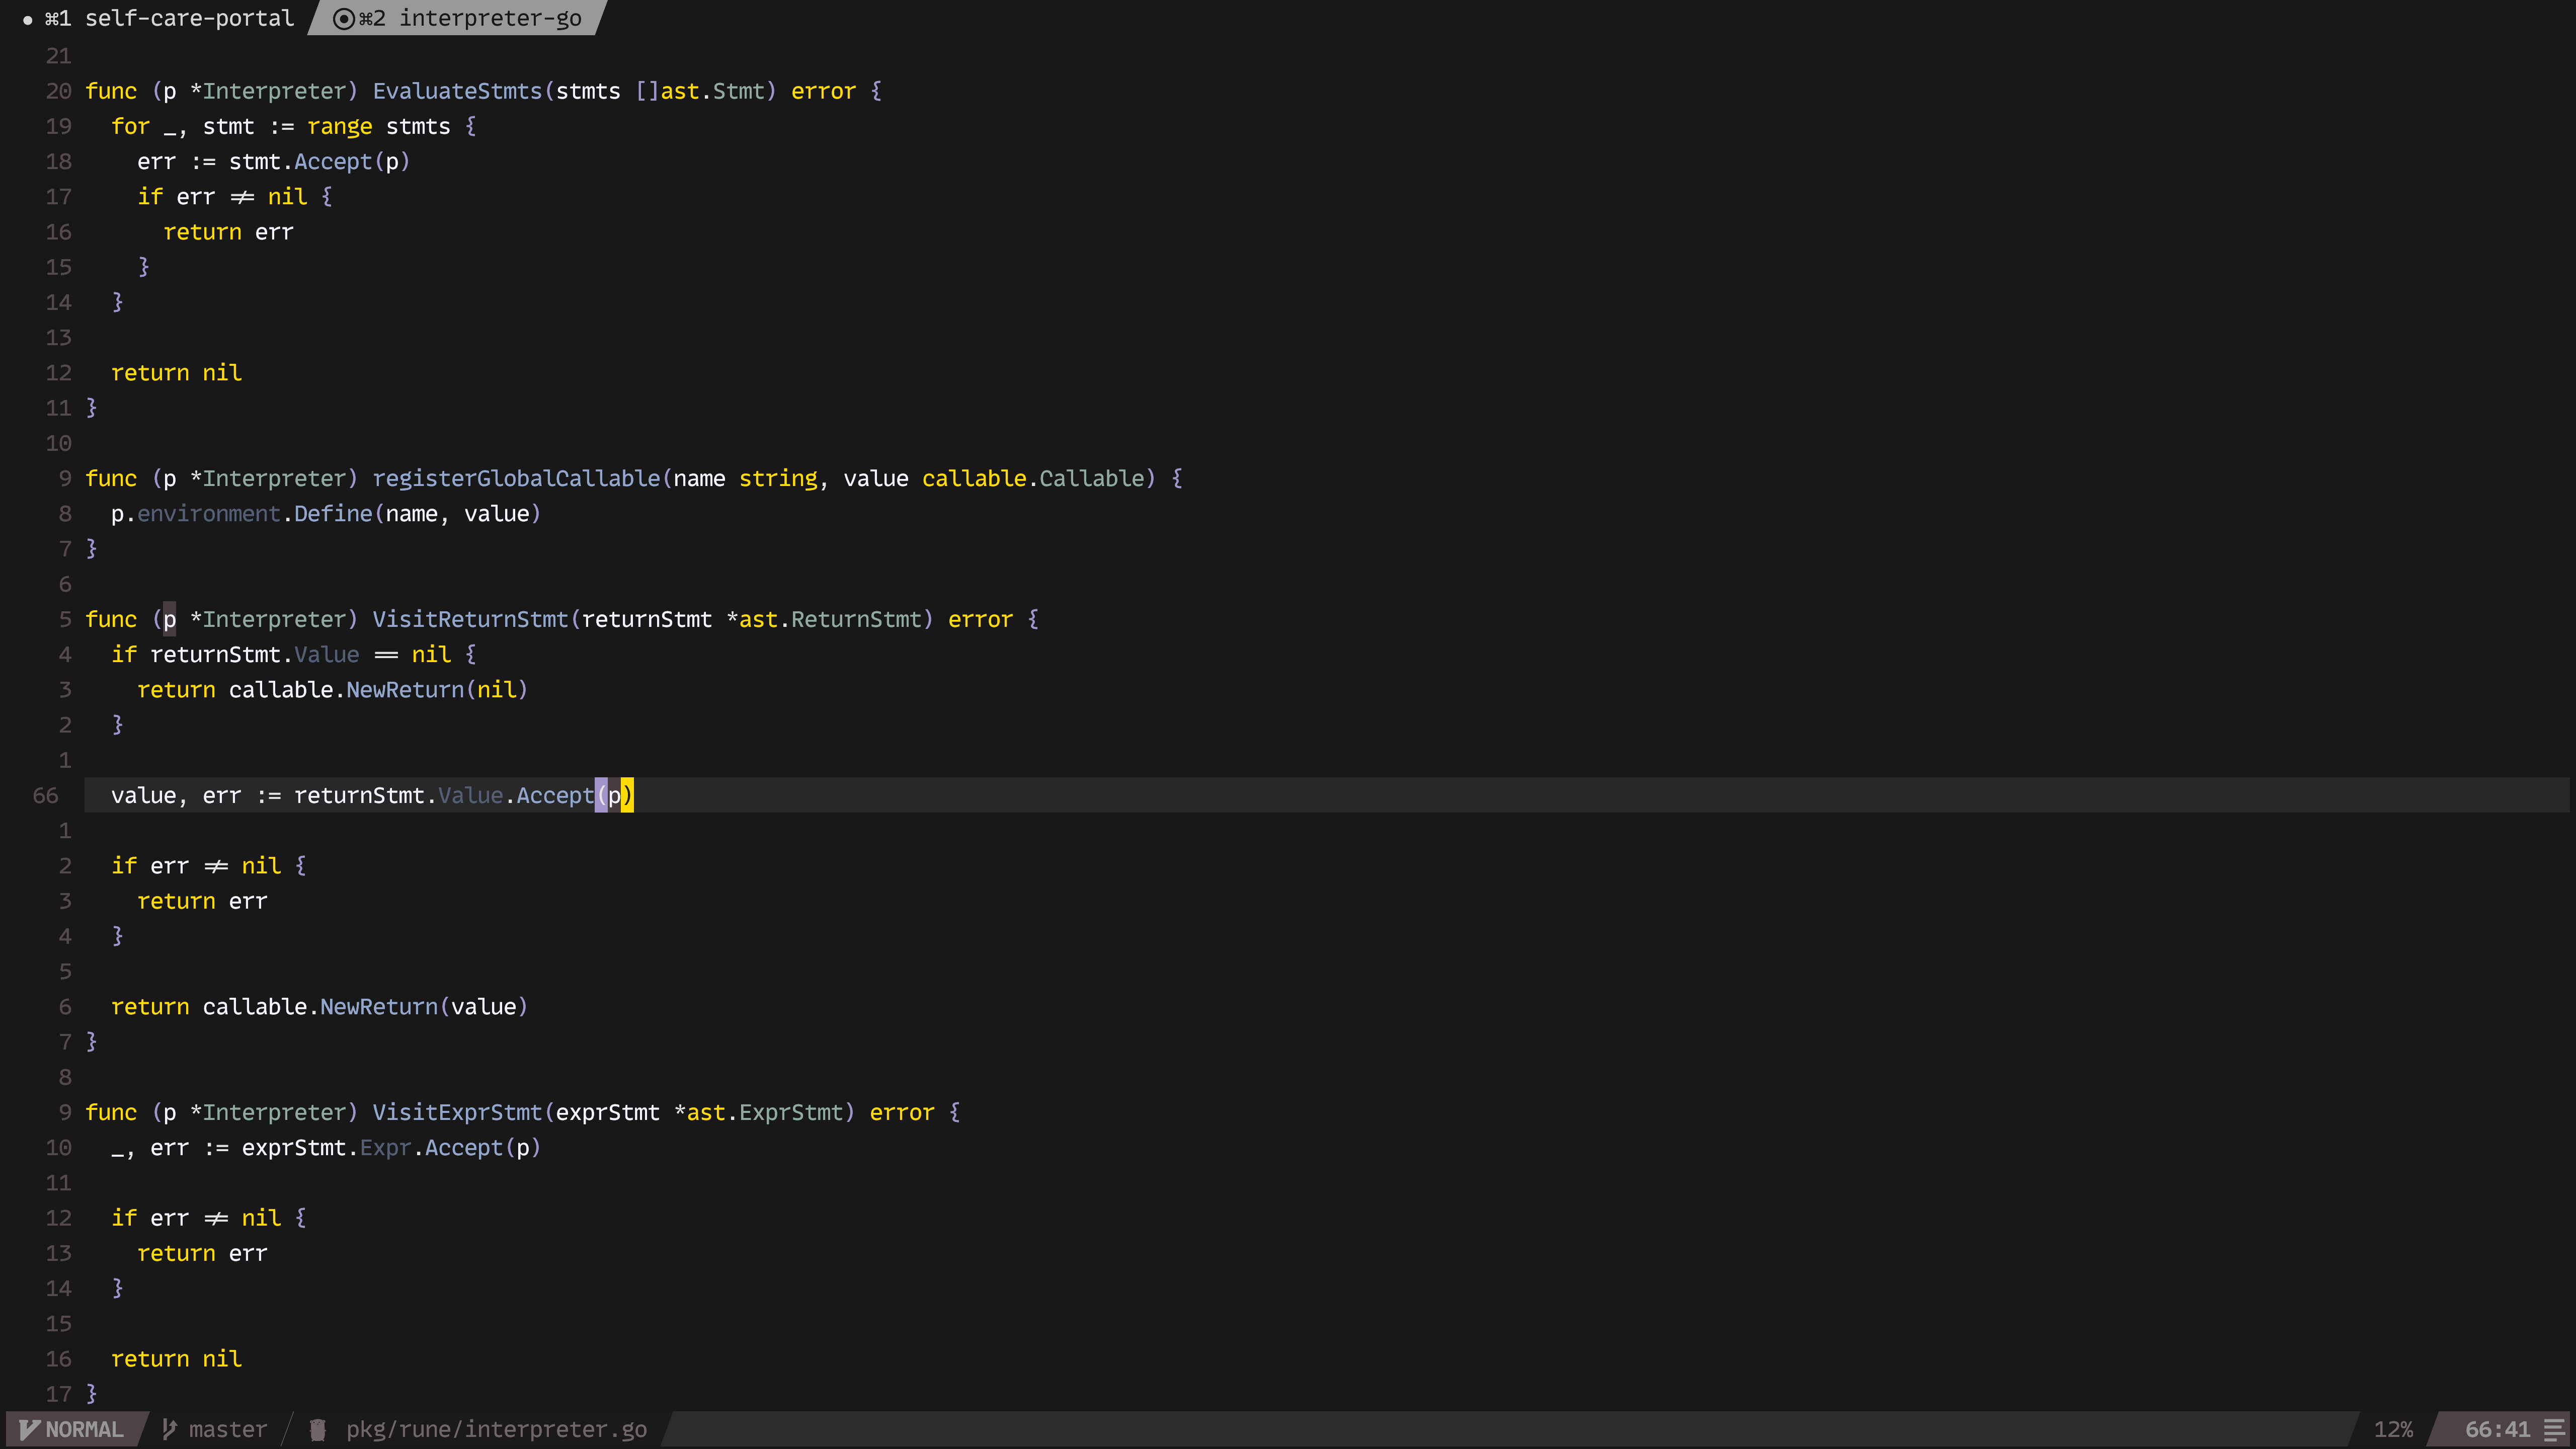 ● ⌘1 self-care-portal ⌘2 interpreter-go
21
20 func (p *Interpreter) EvaluateStmts(stmts []ast.Stmt) error {
19   for _, stmt := range stmts {
18     err := stmt.Accept(p)
17     if err != nil {
16       return err
15     }
14   }
13
12   return nil
11 }
10
9 func (p *Interpreter) registerGlobalCallable(name string, value callable.Callable) {
8   p.environment.Define(name, value)
7 }
6
5 func (p *Interpreter) VisitReturnStmt(returnStmt *ast.ReturnStmt) error {
4   if returnStmt.Value == nil {
3     return callable.NewReturn(nil)
2   }
1
66   value, err := returnStmt.Value.Accept(p)
1
2   if err != nil {
3     return err
4   }
5
6   return callable.NewReturn(value)
7 }
8
9 func (p *Interpreter) VisitExprStmt(exprStmt *ast.ExprStmt) error {
10   _, err := exprStmt.Expr.Accept(p)
11
12   if err != nil {
13     return err
14   }
15
16   return nil
17 }
NORMAL master pkg/rune/interpreter.go 12% 66:41